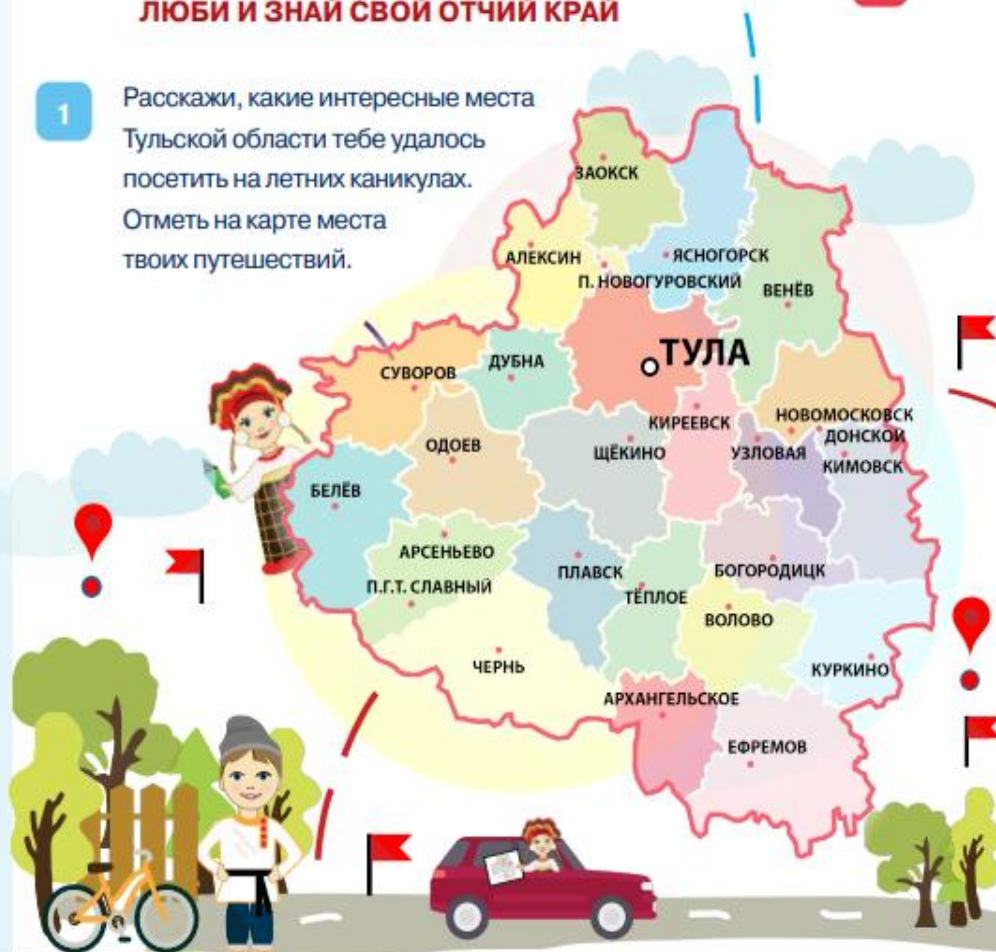 ЛЮБИ И ЗНАЙ СВОЙ ОТЧИЙ КРАЙ
1
Расскажи, какие интересные места
Тульской области тебе удалось
посетить на летних каникулах.
Отметь на карте места
твоих путешествий.
ЗАОКСК
АЛЕКСИН
ЯСНОГОРСК
П. НОВОГУРОВСКИЙ
ВЕНЁВ
ТУЛА
СУВОРОВ
ДУБНА
КИРЕЕВСК
НОВОМОСКОВСК
ДОНСКОЙ
ОДОЕВ
ЩЁКИНО
УЗЛОВАЯ
КИМОВСК
БЕЛЁВ
АРСЕНЬЕВО
ПЛАВСК
БОГОРОДИЦК
П.Г.Т. СЛАВНЫЙ
ТЁПЛОЕ
ВОЛОВО
ЧЕРНЬ
КУРКИНО
АРХАНГЕЛЬСКОЕ
ЕФРЕМОВ